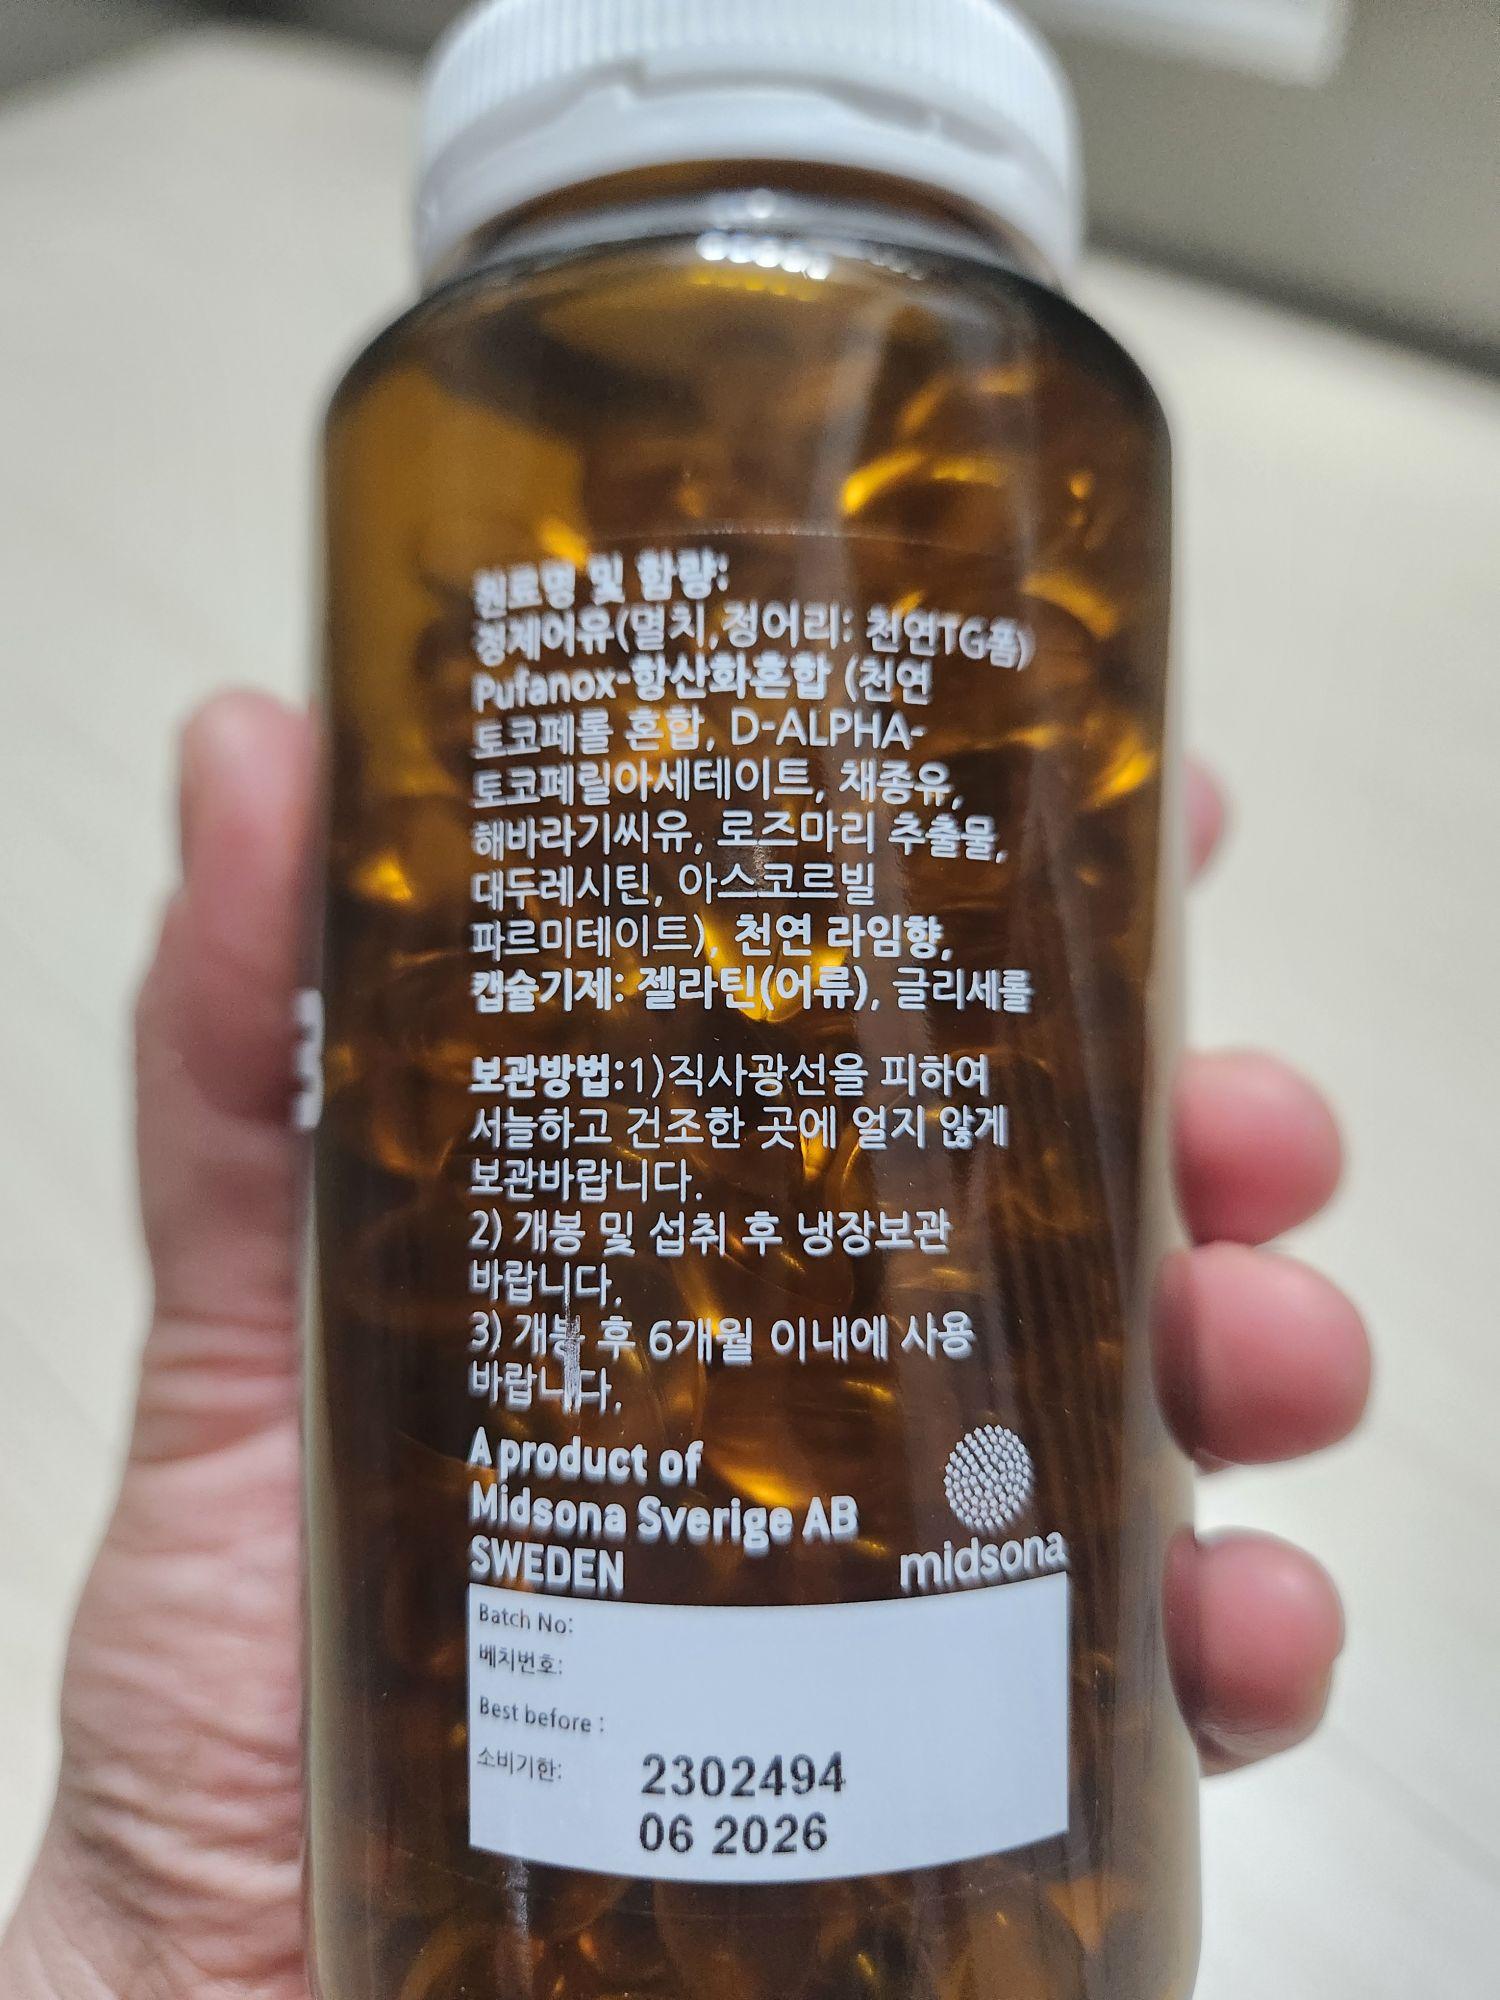 원료명 및 함량:
정제어유(멸치,정어리: 천연TG폼)
Pufanox-항산화혼합 (천연
토코페롤 혼합, D-ALPHA-
토코페릴아세테이트, 채종유,
해바라기씨유, 로즈마리 추출물,
대두레시틴, 아스코르빌
파르미테이트), 천연 라임향,
캡슐기제: 젤라틴(어류), 글리세롤
보관방법:1)직사광선을 피하여
서늘하고 건조한 곳에 얼지 않게
보관바랍니다.
2) 개봉 및 섭취 후 냉장보관
바랍니다.
3) 개봉 후 6개월 이내에 사용
바랍니다.
A product of
Midsona Sverige AB
SWEDEN
midsona
Batch No:
베치번호:
Best before :
소비기한:
2302494
06 2026